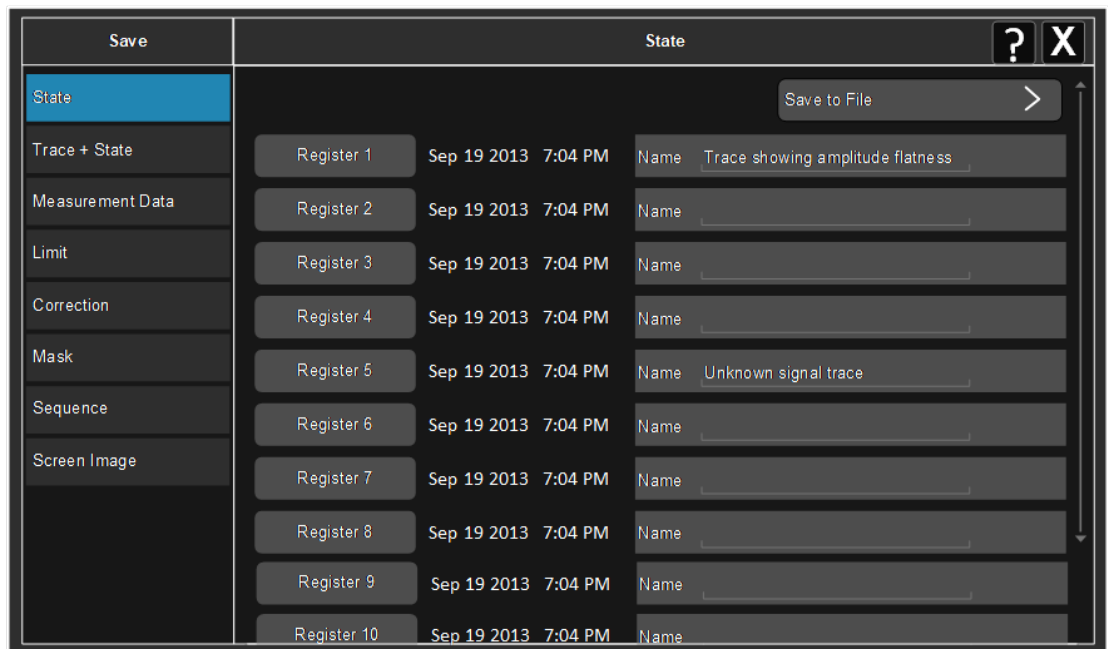 Save
State
? X
State
Trace + State
Measurement Data
Limit
Correction
Mask
Sequence
Screen Image
Save to File >
Register 1 Sep 19 2013 7:04 PM Name Trace showing amplitude flatness
Register 2 Sep 19 2013 7:04 PM Name
Register 3 Sep 19 2013 7:04 PM Name
Register 4 Sep 19 2013 7:04 PM Name
Register 5 Sep 19 2013 7:04 PM Name Unknown signal trace
Register 6 Sep 19 2013 7:04 PM Name
Register 7 Sep 19 2013 7:04 PM Name
Register 8 Sep 19 2013 7:04 PM Name
Register 9 Sep 19 2013 7:04 PM Name
Register 10 Sep 19 2013 7:04 PM Name